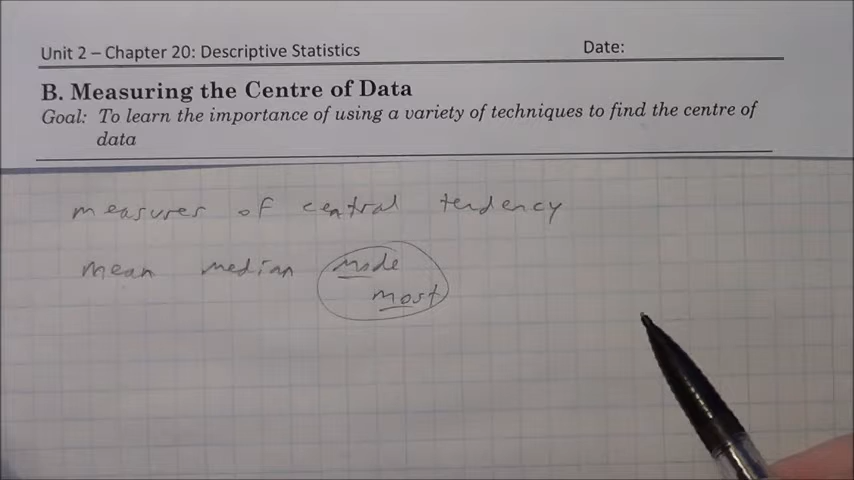 Unit 2 – Chapter 20: Descriptive Statistics Date:
B. Measuring the Centre of Data
Goal: To learn the importance of using a variety of techniques to find the centre of
data
measures of central tendency
mean median mode
most